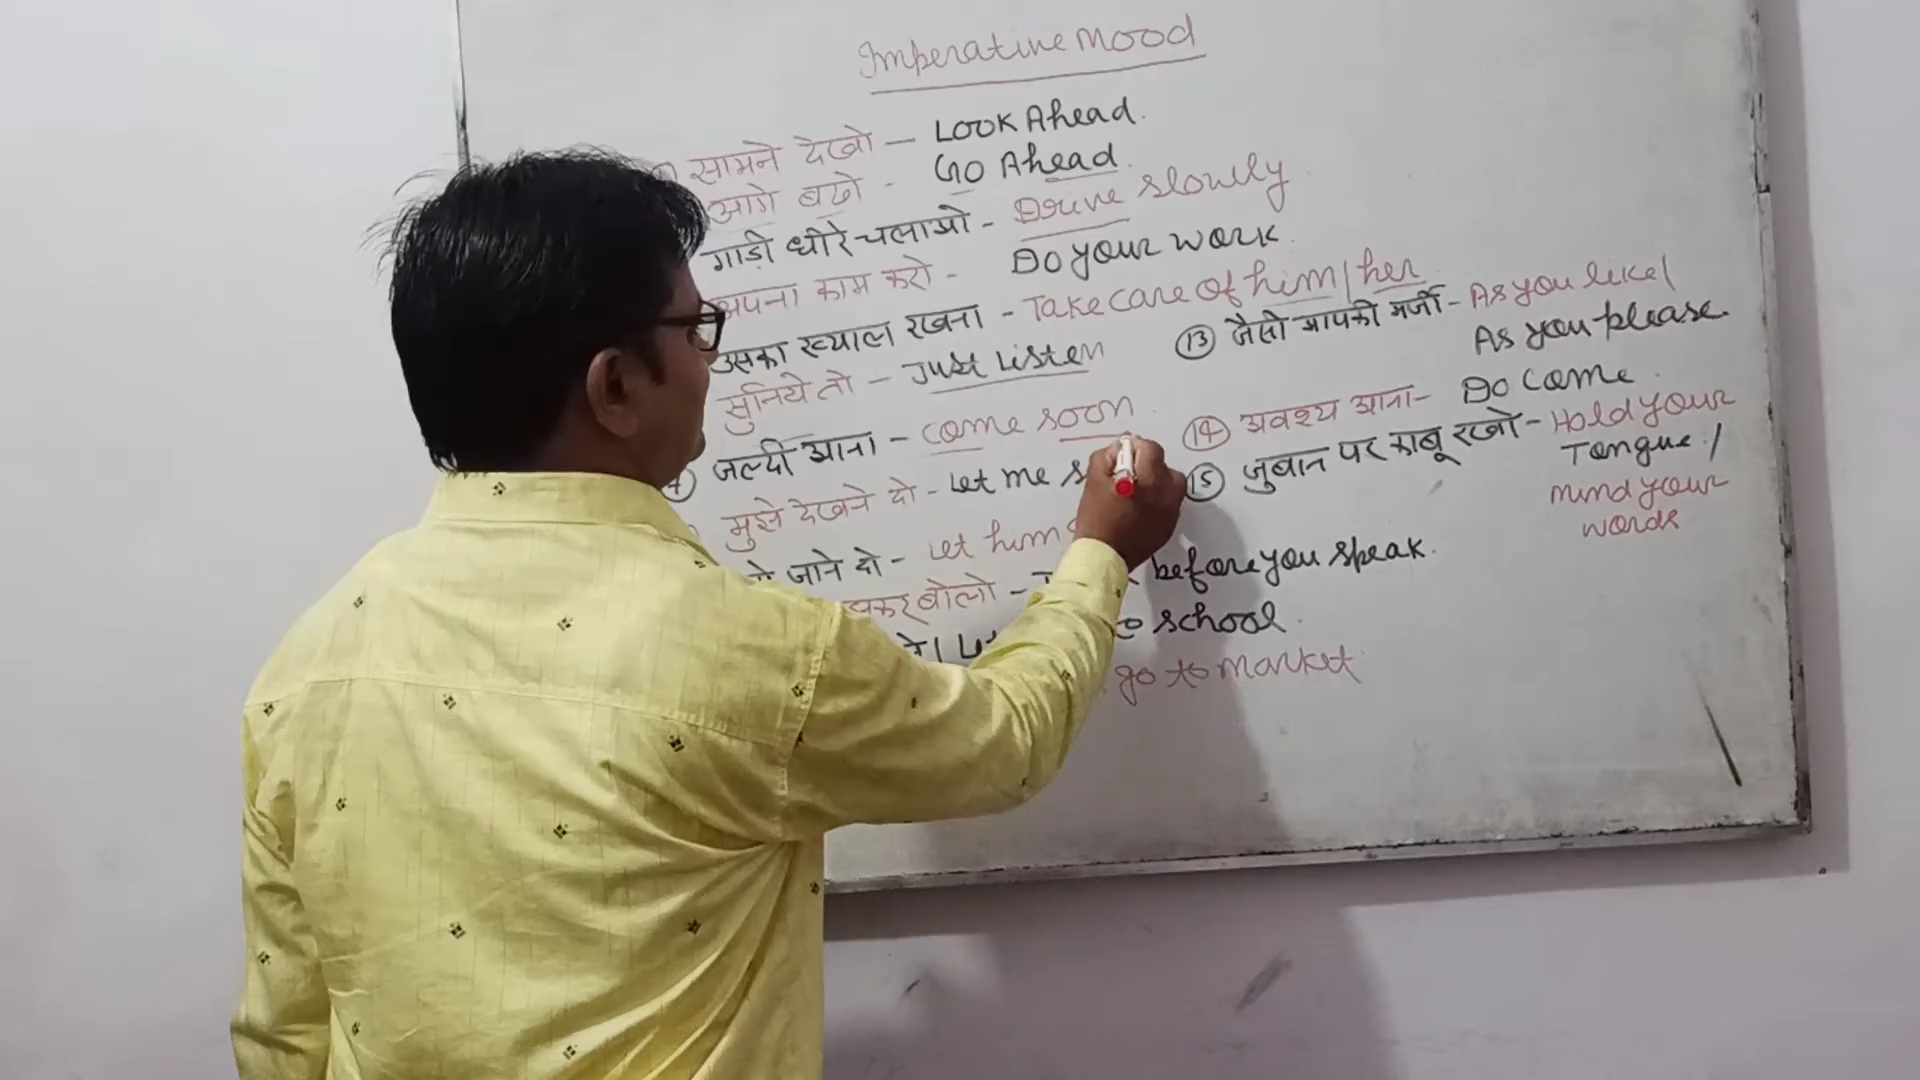 Imperative Mood
सामने देखो - Look Ahead.
आगे बढो - Go Ahead.
गाड़ी धीरे चलाओ - Drive slowly
अपना काम करो - Do your work.
उसका ख्याल रखना - Take care of him/her
सुनिये तो - Just Listen
जल्दी आना - come soon
मुझे देखने दो - Let me
जाने दो - Let him
बोलो - before you speak.
school.
go to market
13 जैसी आपकी मर्जी - As you like/
As you please.
14 अवश्य आना - Do come.
15 जुबान पर काबू रखो - Hold your
Tongue./
mind your
words